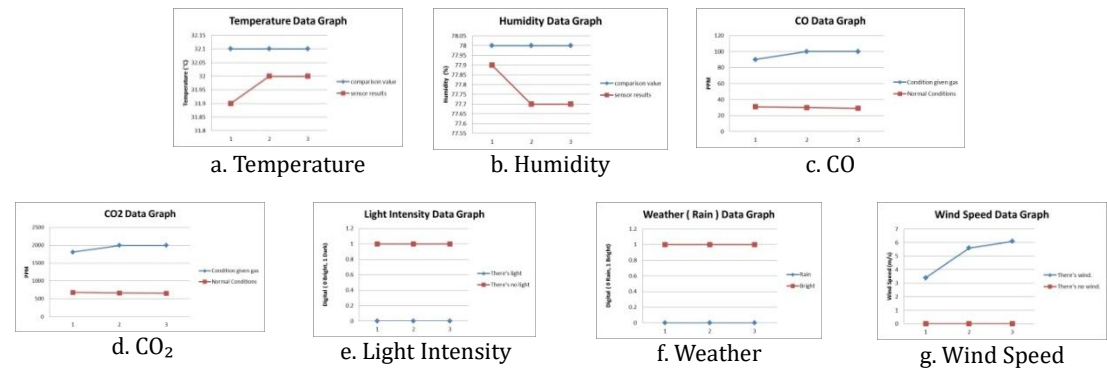 Temperature Data Graph
32.15
32.1
32.05
32
31.95
31.9
31.85
31.8
Temperature (°C)
1 2 3
comparison value
sensor results
a. Temperature
Humidity Data Graph
78.05
78
77.95
77.9
77.85
77.8
77.75
77.7
77.65
77.6
77.55
Humidity (%)
1 2 3
comparison value
sensor results
b. Humidity
CO Data Graph
120
100
80
60
40
20
0
PPM
1 2 3
Condition given gas
Normal Conditions
c. CO
CO2 Data Graph
2500
2000
1500
1000
500
0
PPM
1 2 3
Condition given gas
Normal Conditions
d. CO₂
Light Intensity Data Graph
1.2
1
0.8
0.6
0.4
0.2
0
Digital ( 0 Bright, 1 Dark)
1 2 3
There's light
There's no light
e. Light Intensity
Weather ( Rain ) Data Graph
1.2
1
0.8
0.6
0.4
0.2
0
Digital ( 0 Rain, 1 Bright)
1 2 3
Rain
Bright
f. Weather
Wind Speed Data Graph
7
6
5
4
3
2
1
0
Wind Speed (m/s)
1 2 3
There's wind.
There's no wind.
g. Wind Speed